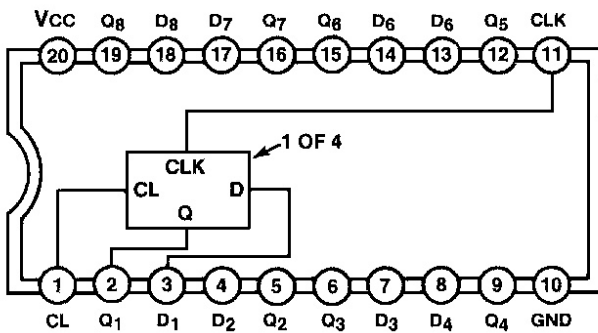 VCC Q8 D8 D7 Q7 Q6 D6 D6 Q5 CLK
20 19 18 17 16 15 14 13 12 11
1 OF 4
CLK
CL D
Q
1 2 3 4 5 6 7 8 9 10
CL Q1 D1 D2 Q2 Q3 D3 D4 Q4 GND